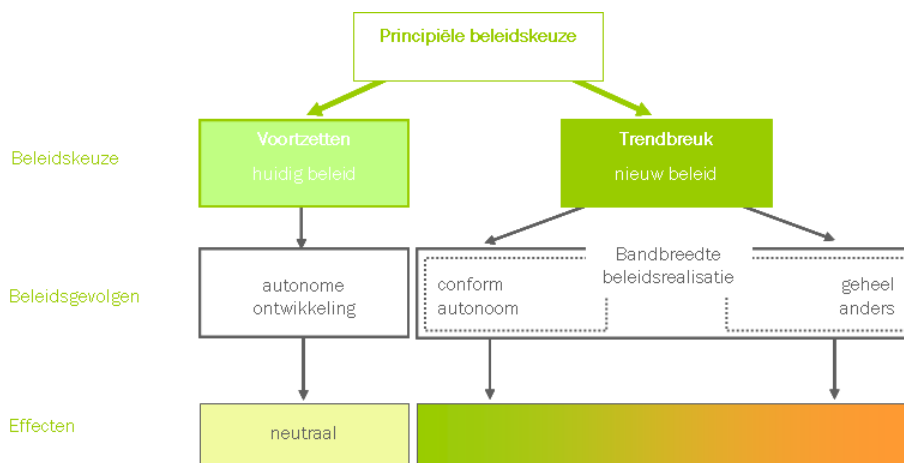 Principiële beleidskeuze
Beleidskeuze
Voortzetten
huidig beleid
Trendbreuk
nieuw beleid
Beleidsgevolgen
autonome
ontwikkeling
conform
autonoom
Bandbreedte
beleidsrealisatie
geheel
anders
Effecten
neutraal